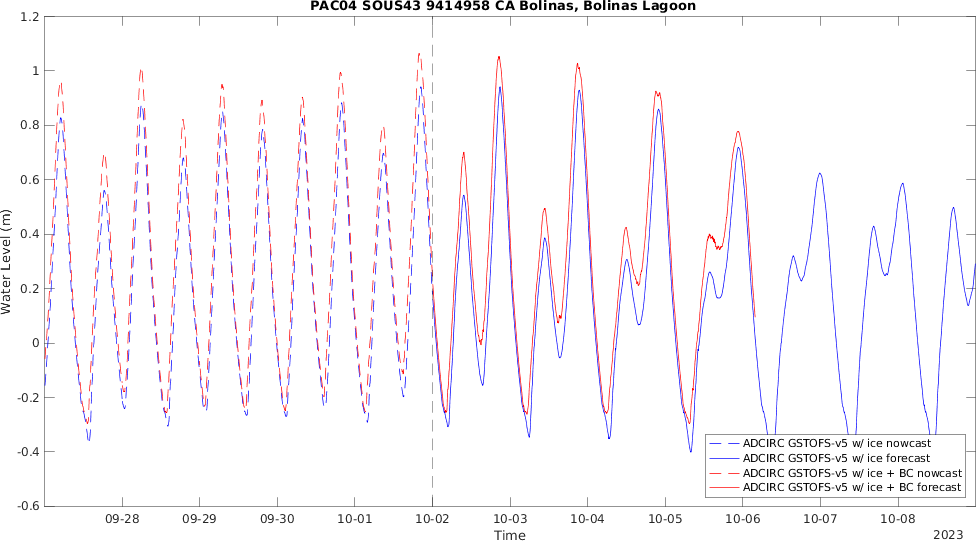 PAC04 SOUS43 9414958 CA Bolinas, Bolinas Lagoon
1.2
1
0.8
0.6
0.4
0.2
0
-0.2
-0.4
-0.6
Water Level (m)
09-28 09-29 09-30 10-01 10-02 10-03 10-04 10-05 10-06 10-07 10-08
Time
2023
ADCIRC GSTOFS-v5 w/ ice nowcast
ADCIRC GSTOFS-v5 w/ ice forecast
ADCIRC GSTOFS-v5 w/ ice + BC nowcast
ADCIRC GSTOFS-v5 w/ ice + BC forecast